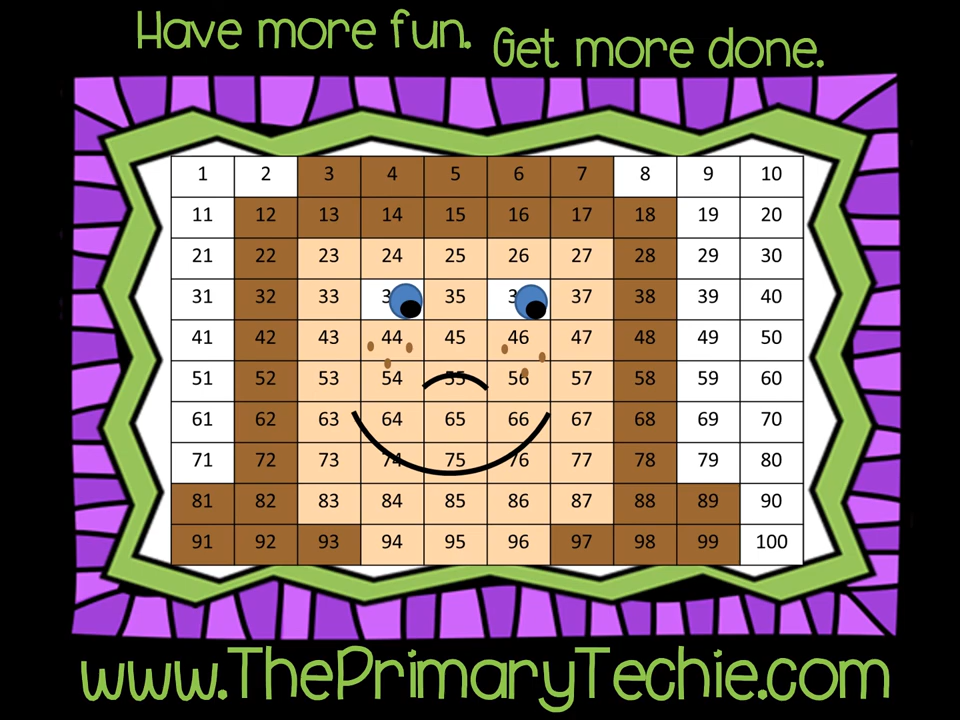 Have more fun. Get more done.
1 2 3 4 5 6 7 8 9 10
11 12 13 14 15 16 17 18 19 20
21 22 23 24 25 26 27 28 29 30
31 32 33 35 37 38 39 40
41 42 43 44 45 46 47 48 49 50
51 52 53 54 55 56 57 58 59 60
61 62 63 64 65 66 67 68 69 70
71 72 73 74 75 76 77 78 79 80
81 82 83 84 85 86 87 88 89 90
91 92 93 94 95 96 97 98 99 100
www.ThePrimaryTechie.com